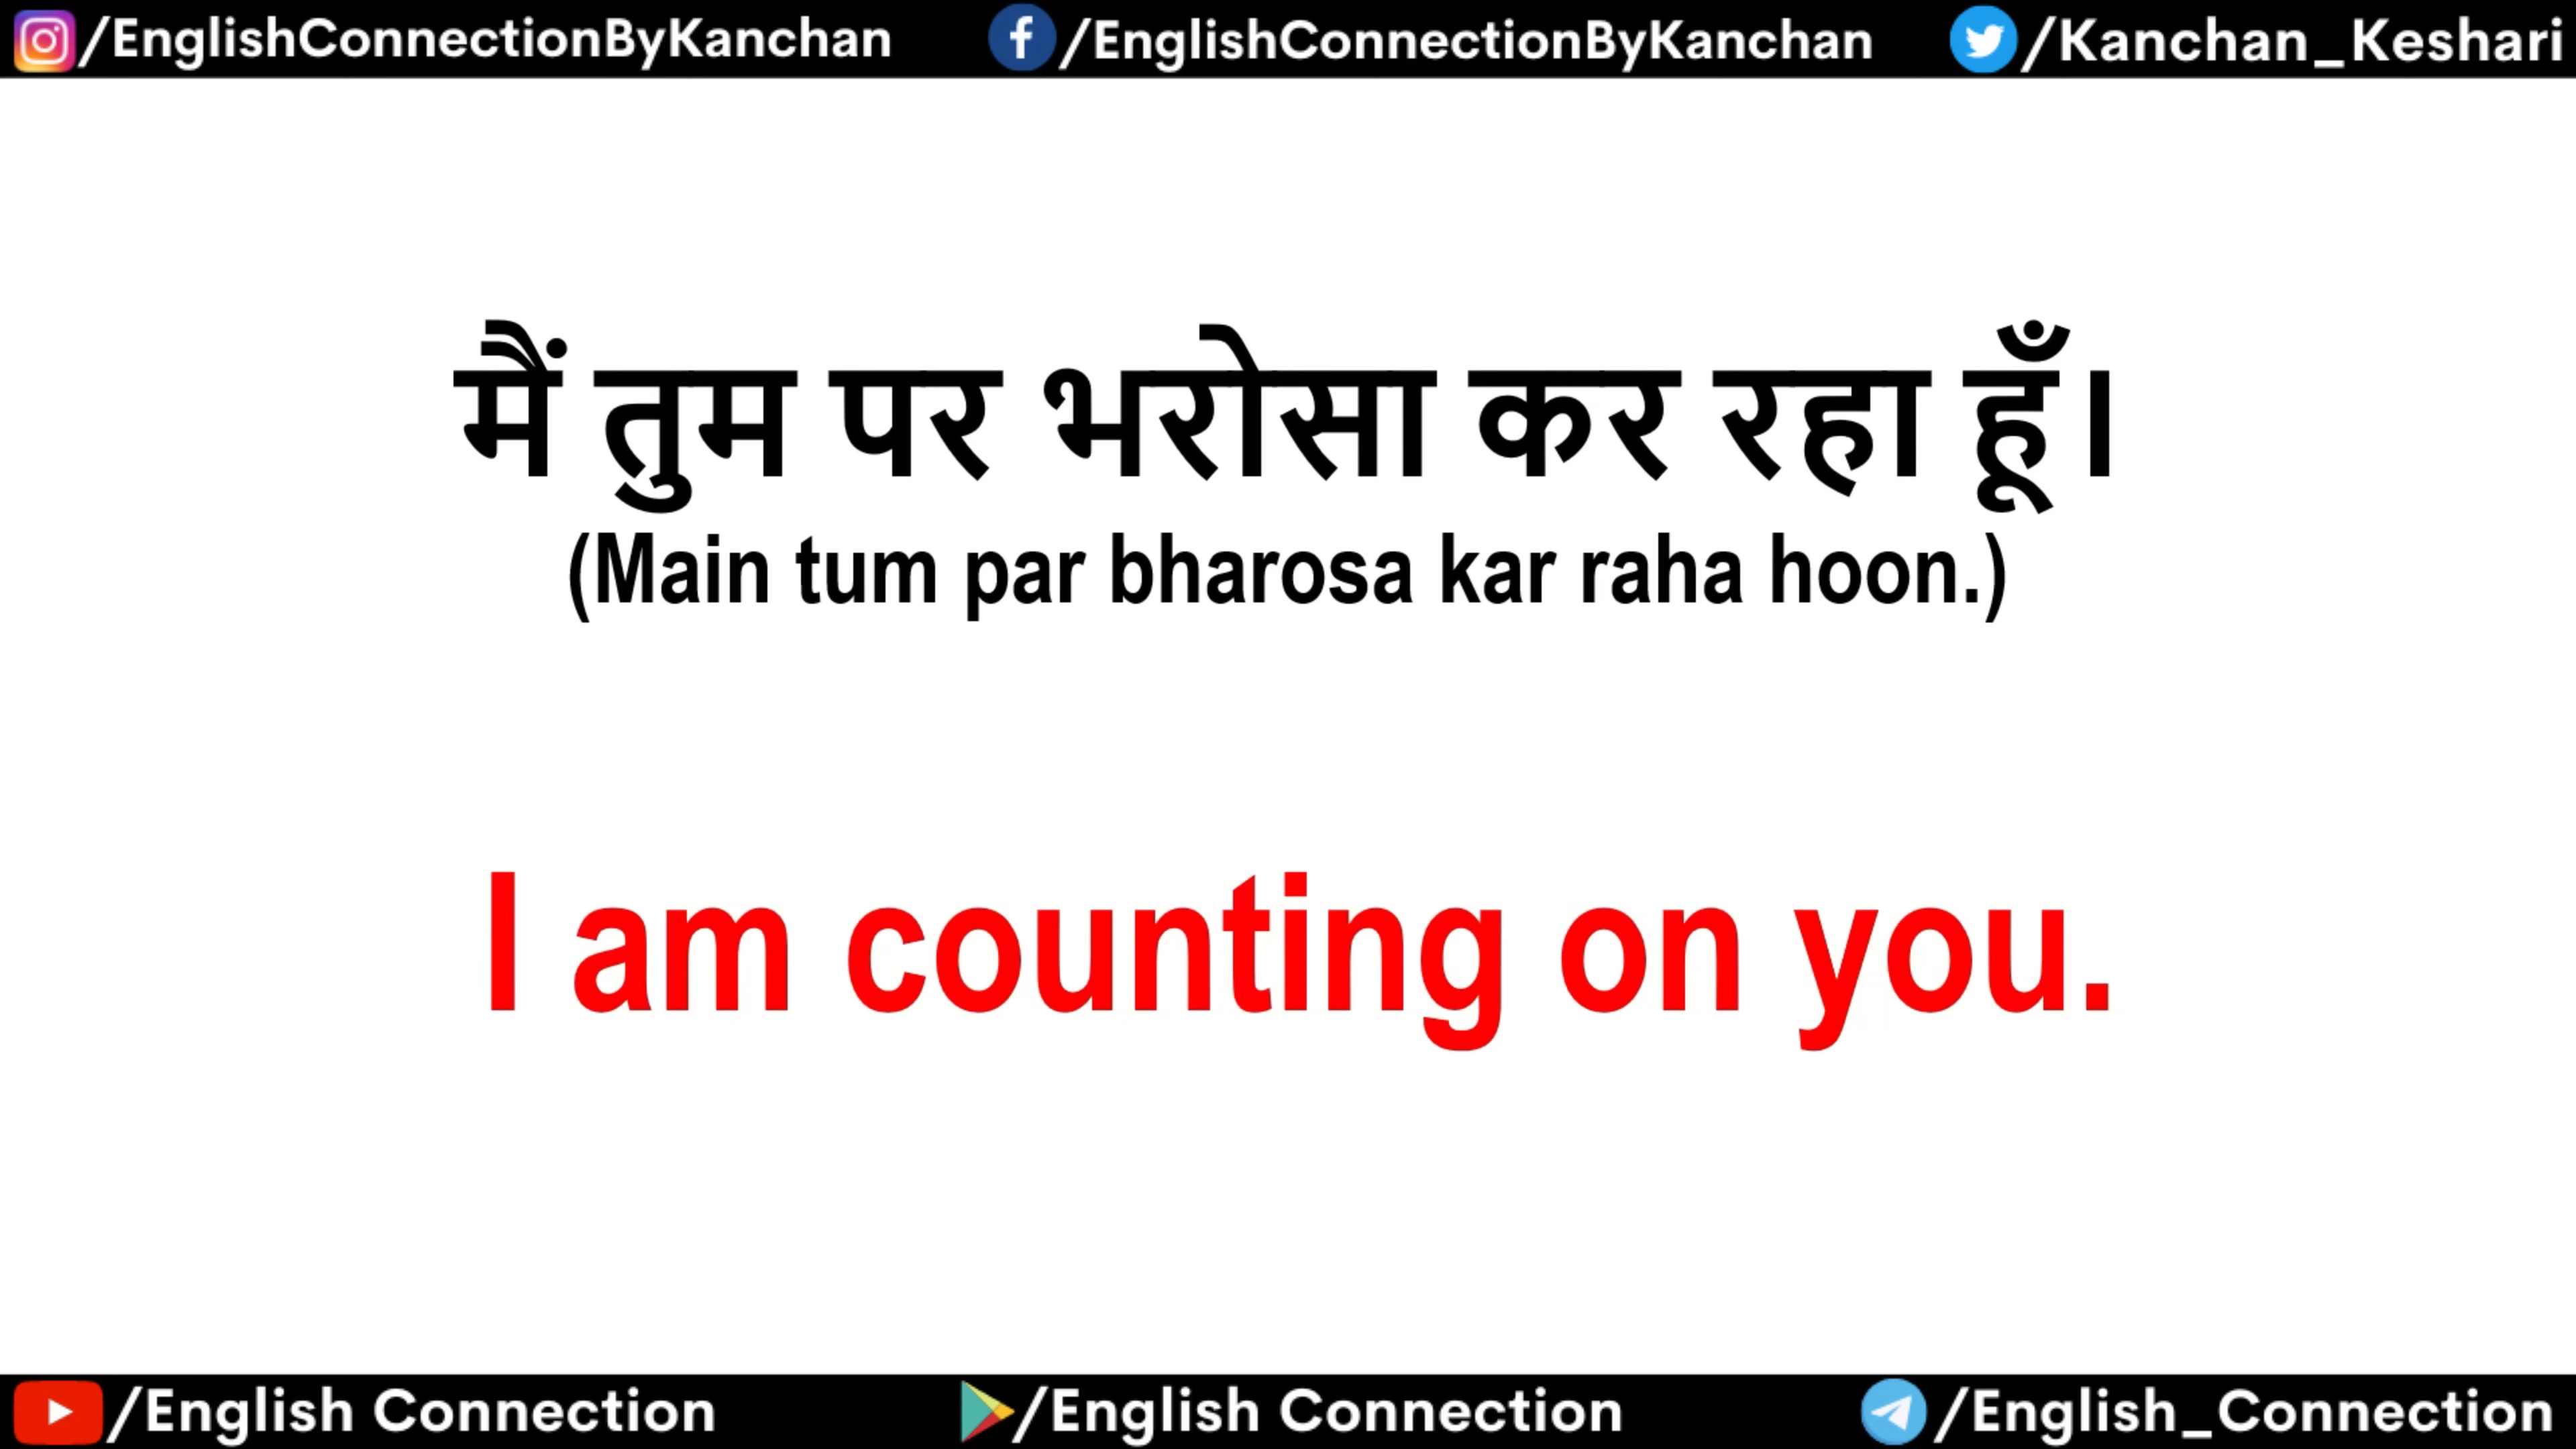 /EnglishConnectionByKanchan /EnglishConnectionByKanchan /Kanchan_Keshari
मैं तुम पर भरोसा कर रहा हूँ।
(Main tum par bharosa kar raha hoon.)
I am counting on you.
/English Connection /English Connection /English_Connection